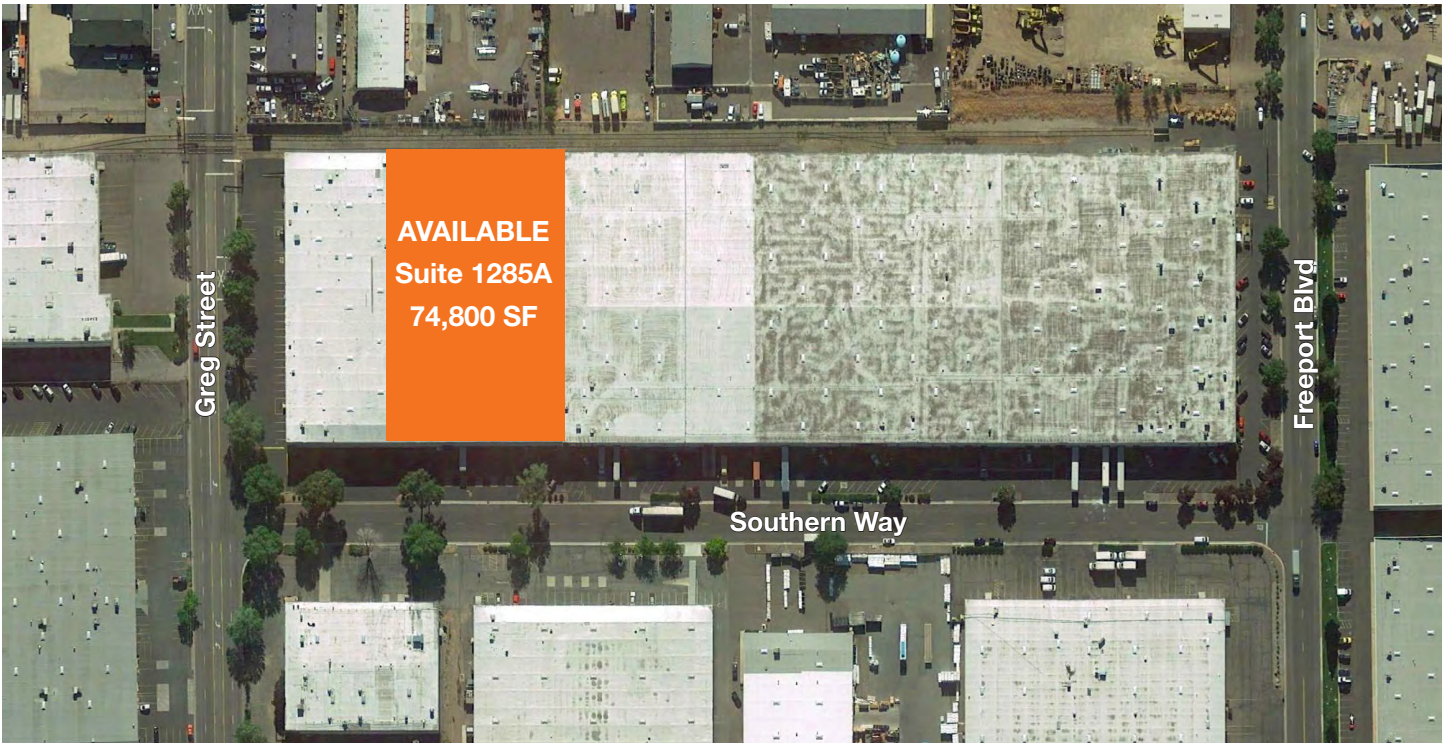 AVAILABLE
Suite 1285A
74,800 SF
Greg Street
Freeport Blvd
Southern Way